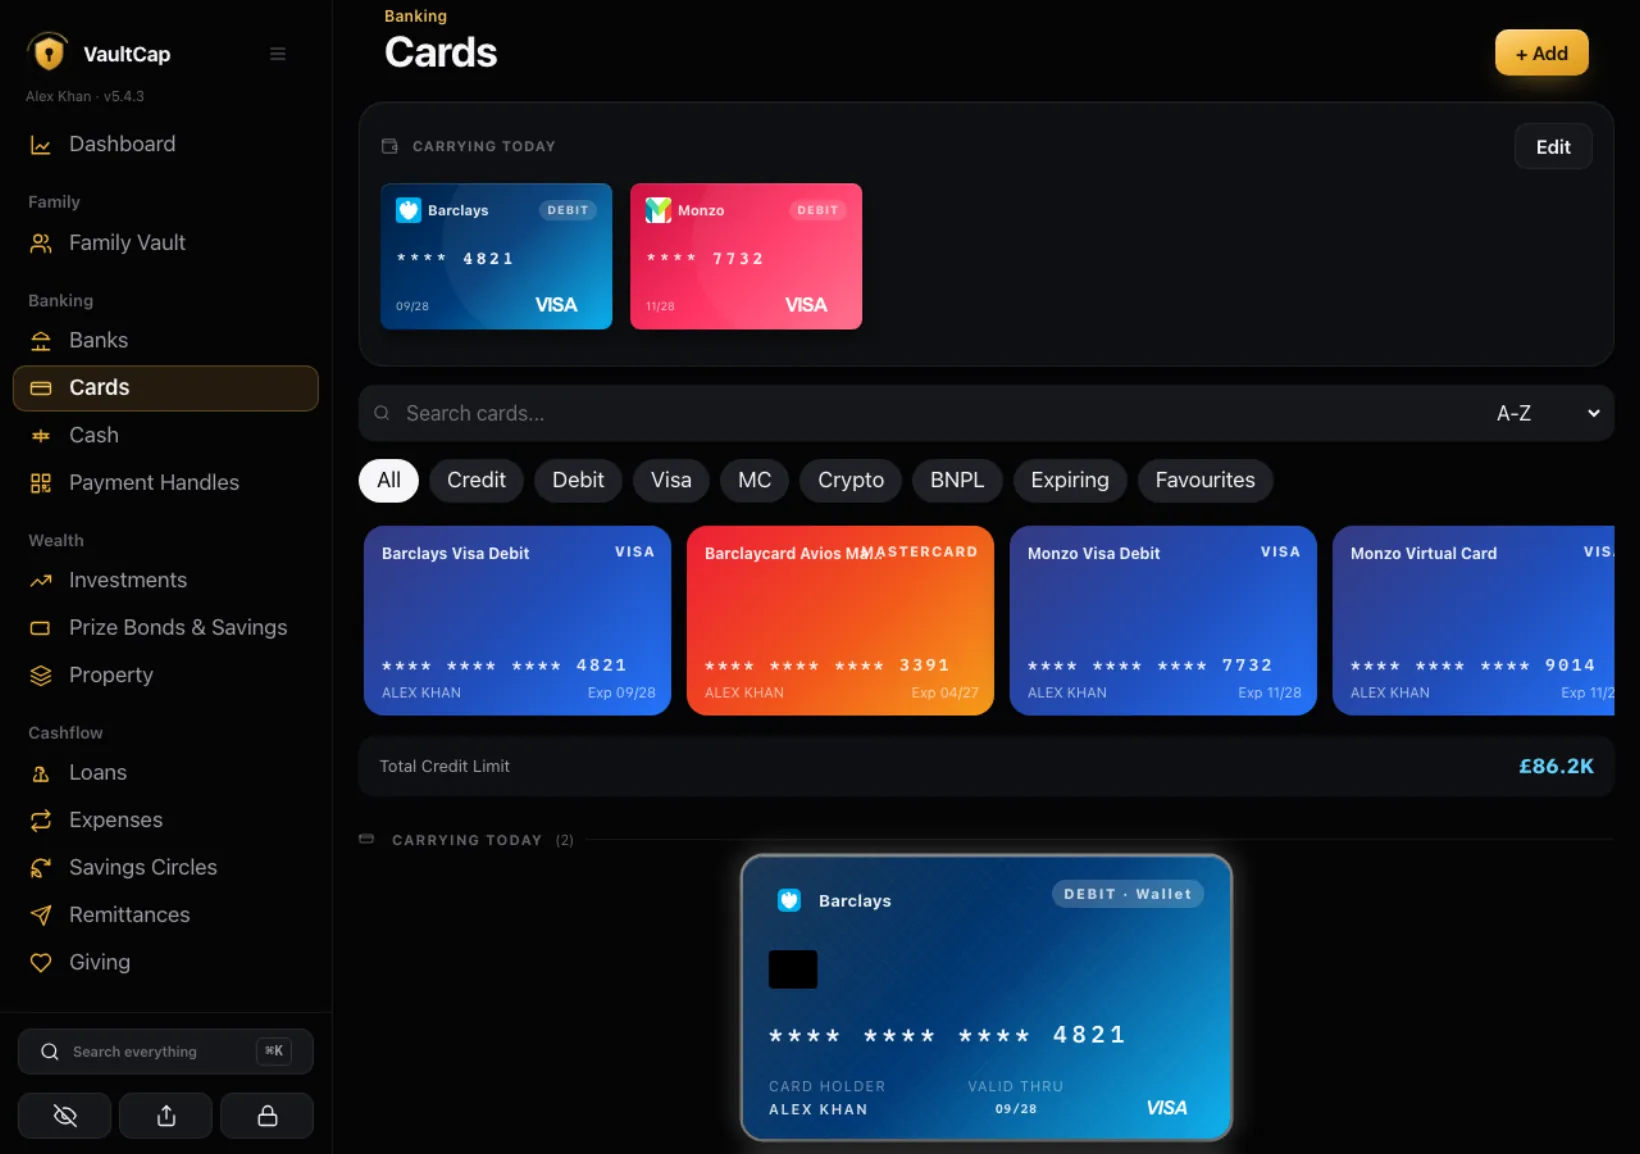 VaultCap
Alex Khan · v5.4.3
Dashboard
Family
Family Vault
Banking
Banks
Cards
Cash
Payment Handles
Wealth
Investments
Prize Bonds & Savings
Property
Cashflow
Loans
Expenses
Savings Circles
Remittances
Giving
Search everything ⌘K
Banking
Cards
+ Add
CARRYING TODAY
Edit
Barclays DEBIT
**** 4821
09/28 VISA
Monzo DEBIT
**** 7732
11/28 VISA
Search cards...
A-Z
All Credit Debit Visa MC Crypto BNPL Expiring Favourites
Barclays Visa Debit VISA
**** **** **** 4821
ALEX KHAN Exp 09/28
Barclaycard Avios Ma... MASTERCARD
**** **** **** 3391
ALEX KHAN Exp 04/27
Monzo Visa Debit VISA
**** **** **** 7732
ALEX KHAN Exp 11/28
Monzo Virtual Card VIS
**** **** **** 9014
ALEX KHAN Exp 11/2
Total Credit Limit £86.2K
CARRYING TODAY (2)
Barclays DEBIT · Wallet
**** **** **** 4821
CARD HOLDER VALID THRU
ALEX KHAN 09/28 VISA